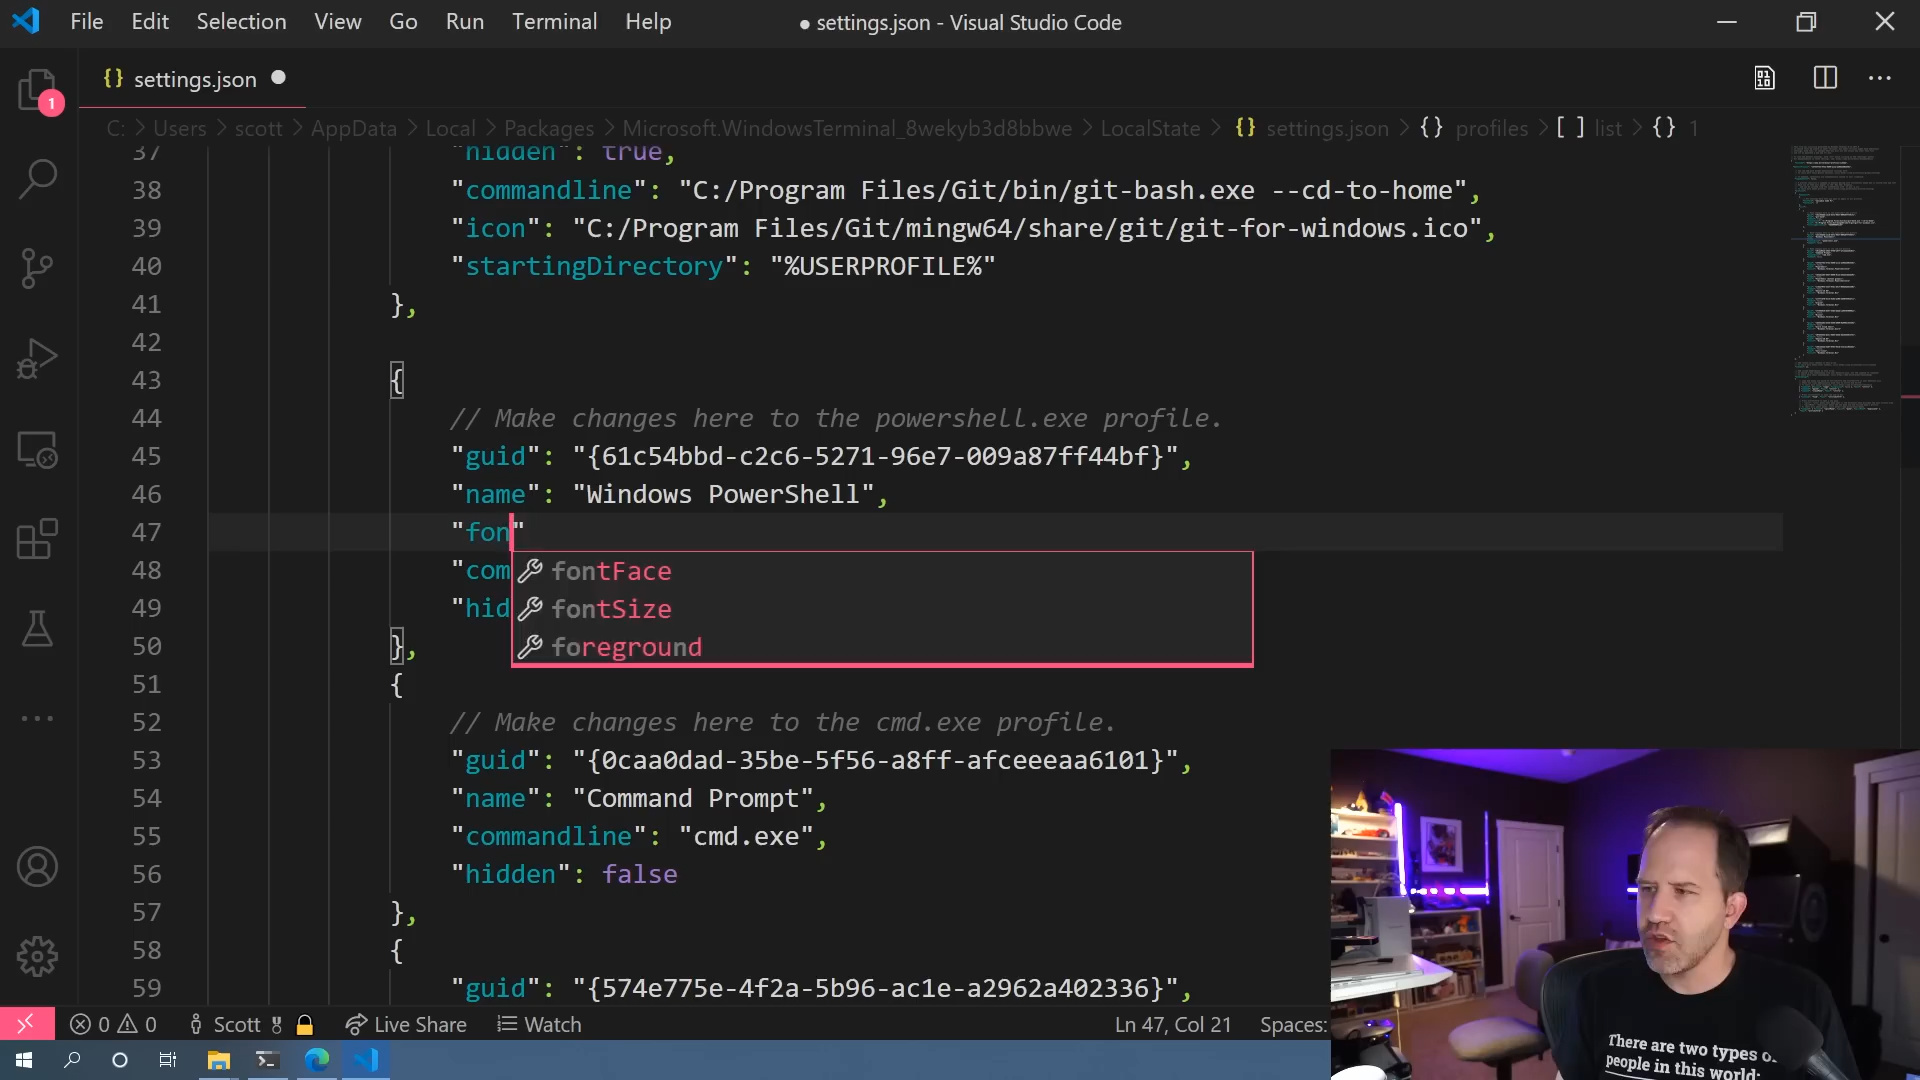 File Edit Selection View Go Run Terminal Help
● settings.json - Visual Studio Code
{} settings.json ●
1
C: > Users > scott > AppData > Local > Packages > Microsoft.WindowsTerminal_8wekyb3d8bbwe > LocalState > {} settings.json > {} profiles > [ ] list > {} 1
37 "hidden": true,
38 "commandline": "C:/Program Files/Git/bin/git-bash.exe --cd-to-home",
39 "icon": "C:/Program Files/Git/mingw64/share/git/git-for-windows.ico",
40 "startingDirectory": "%USERPROFILE%"
41 },
42
43 {
44 // Make changes here to the powershell.exe profile.
45 "guid": "{61c54bbd-c2c6-5271-96e7-009a87ff44bf}",
46 "name": "Windows PowerShell",
47 "fon"
48 "com
fontFace
49 "hid
fontSize
50 },
foreground
51 {
52 // Make changes here to the cmd.exe profile.
53 "guid": "{0caa0dad-35be-5f56-a8ff-afceeeaa6101}",
54 "name": "Command Prompt",
55 "commandline": "cmd.exe",
56 "hidden": false
57 },
58 {
59 "guid": "{574e775e-4f2a-5b96-ac1e-a2962a402336}",
0 0 Scott Live Share Watch Ln 47, Col 21 Spaces:
There are two types
people in this world: